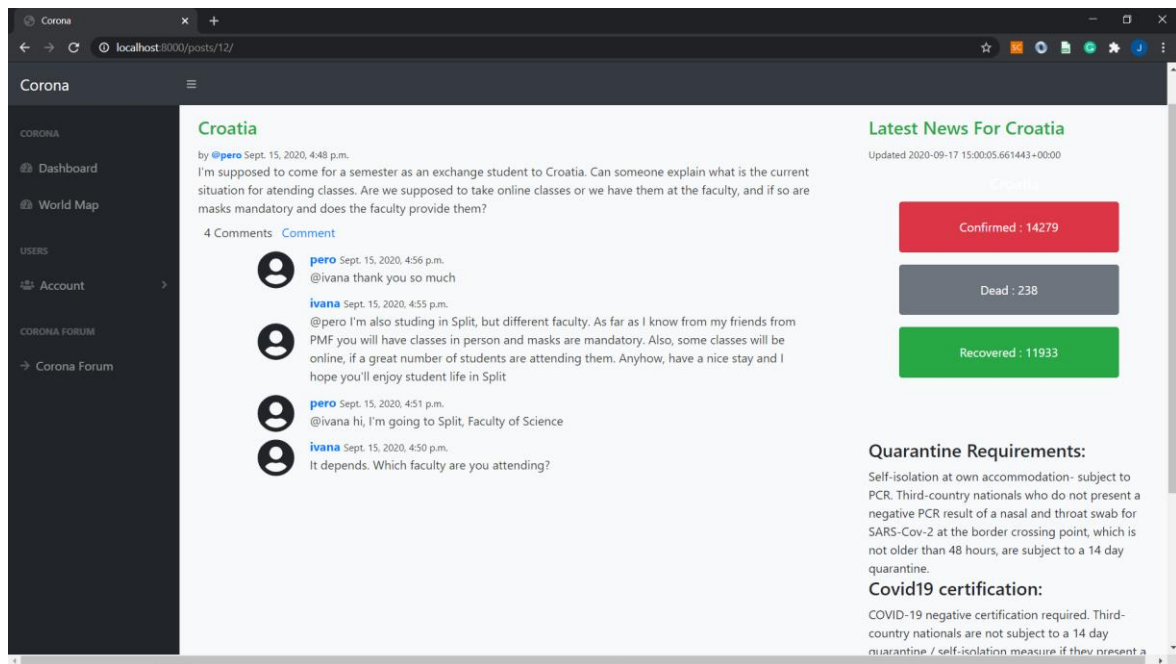 Corona
localhost:8000/posts/12/
Corona
CORONA
Dashboard
World Map
USERS
Account
CORONA FORUM
Corona Forum
Croatia
by @pero Sept. 15, 2020, 4:48 p.m.
I'm supposed to come for a semester as an exchange student to Croatia. Can someone explain what is the current
situation for atending classes. Are we supposed to take online classes or we have them at the faculty, and if so are
masks mandatory and does the faculty provide them?
4 Comments Comment
pero Sept. 15, 2020, 4:56 p.m.
@ivana thank you so much
ivana Sept. 15, 2020, 4:55 p.m.
@pero I'm also studing in Split, but different faculty. As far as I know from my friends from
PMF you will have classes in person and masks are mandatory. Also, some classes will be
online, if a great number of students are attending them. Anyhow, have a nice stay and I
hope you'll enjoy student life in Split
pero Sept. 15, 2020, 4:51 p.m.
@ivana hi, I'm going to Split, Faculty of Science
ivana Sept. 15, 2020, 4:50 p.m.
It depends. Which faculty are you attending?
Latest News For Croatia
Updated 2020-09-17 15:00:05.661443+00:00
Croatia
Confirmed : 14279
Dead : 238
Recovered : 11933
Quarantine Requirements:
Self-isolation at own accommodation- subject to
PCR. Third-country nationals who do not present a
negative PCR result of a nasal and throat swab for
SARS-Cov-2 at the border crossing point, which is
not older than 48 hours, are subject to a 14 day
quarantine.
Covid19 certification:
COVID-19 negative certification required. Third-
country nationals are not subject to a 14 day
quarantine / self-isolation measure if they present a